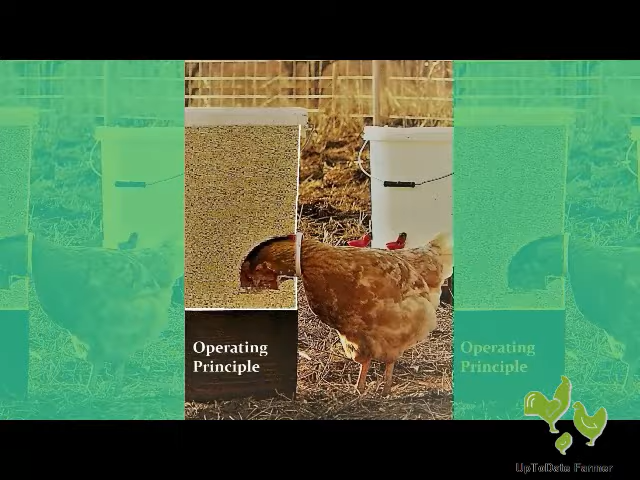 Operating
Principle
Operating
Principle
UpToDate Farmer